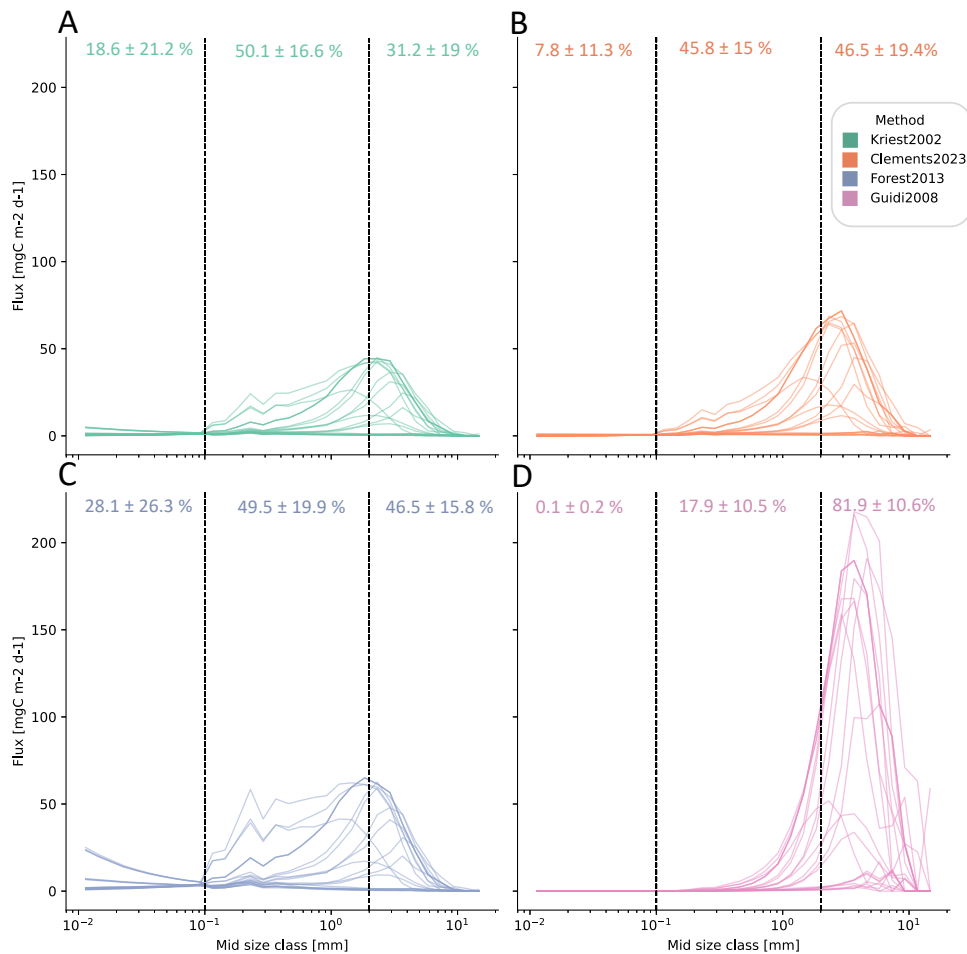 A
B
18.6 ± 21.2 %
50.1 ± 16.6 %
31.2 ± 19 %
7.8 ± 11.3 %
45.8 ± 15 %
46.5 ± 19.4%
200
150
100
50
0
Flux [mgC m-2 d-1]
Method
Kriest2002
Clements2023
Forest2013
Guidi2008
C
D
28.1 ± 26.3 %
49.5 ± 19.9 %
46.5 ± 15.8 %
0.1 ± 0.2 %
17.9 ± 10.5 %
81.9 ± 10.6%
200
150
100
50
0
Flux [mgC m-2 d-1]
10⁻²
10⁻¹
10⁰
10¹
Mid size class [mm]
10⁻²
10⁻¹
10⁰
10¹
Mid size class [mm]